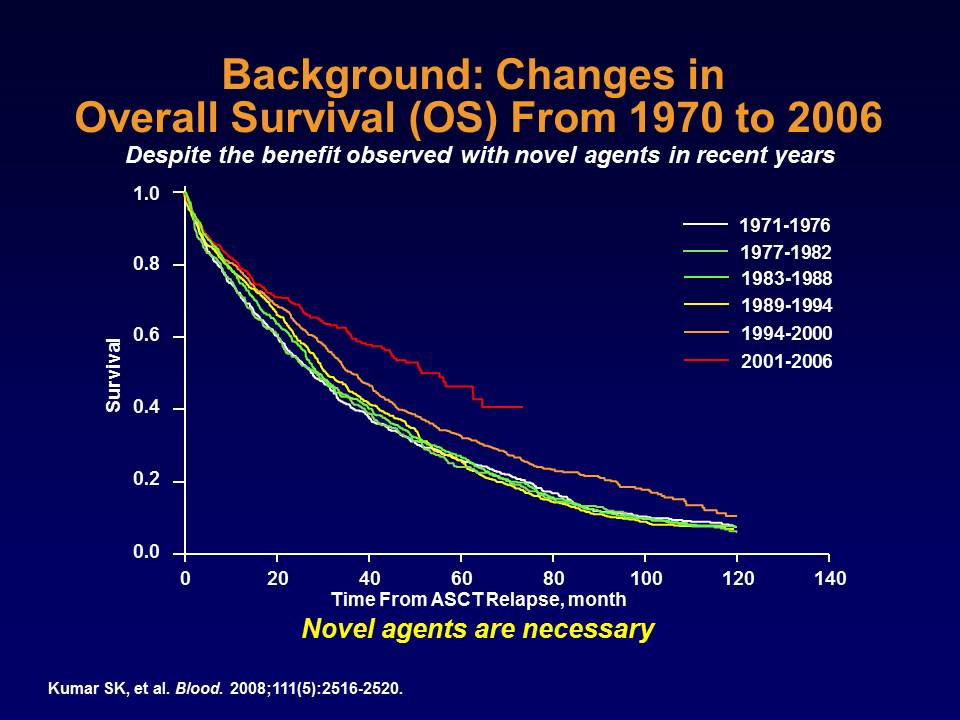 Background: Changes in
Overall Survival (OS) From 1970 to 2006
Despite the benefit observed with novel agents in recent years
1.0
0.8
0.6
0.4
0.2
0.0
Survival
1971-1976
1977-1982
1983-1988
1989-1994
1994-2000
2001-2006
0 20 40 60 80 100 120 140
Time From ASCT Relapse, month
Novel agents are necessary
Kumar SK, et al. Blood. 2008;111(5):2516-2520.